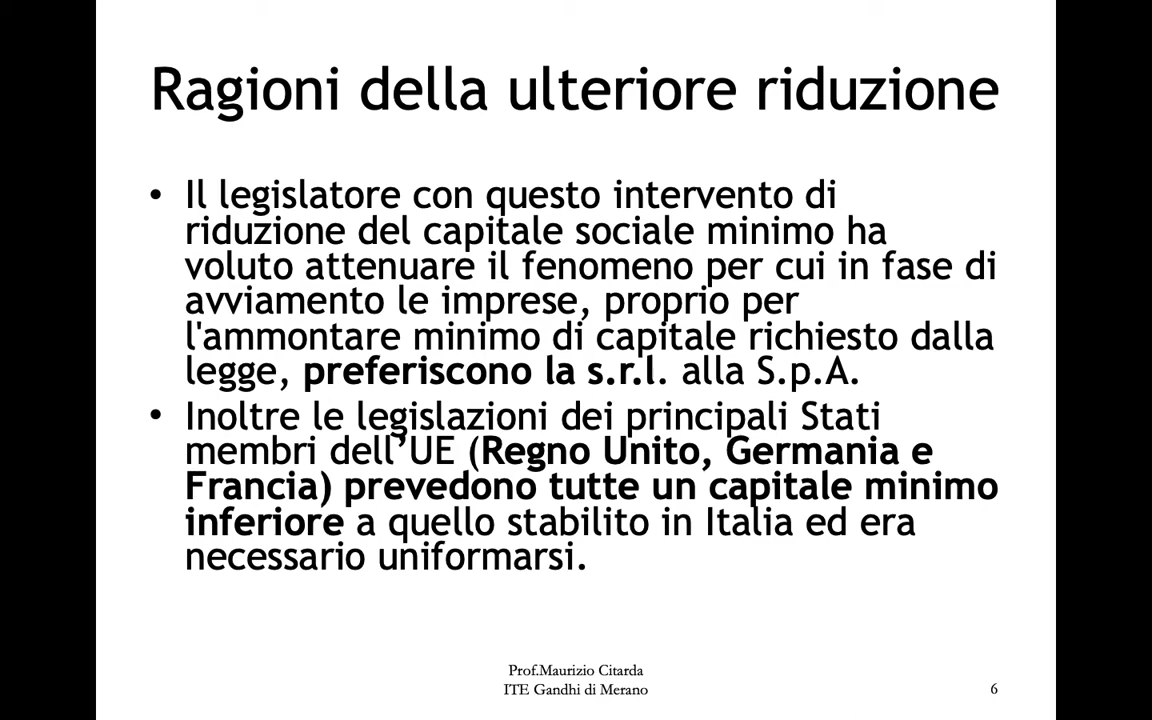 Ragioni della ulteriore riduzione
• Il legislatore con questo intervento di
riduzione del capitale sociale minimo ha
voluto attenuare il fenomeno per cui in fase di
avviamento le imprese, proprio per
l'ammontare minimo di capitale richiesto dalla
legge, preferiscono la s.r.l. alla S.p.A.
• Inoltre le legislazioni dei principali Stati
membri dell’UE (Regno Unito, Germania e
Francia) prevedono tutte un capitale minimo
inferiore a quello stabilito in Italia ed era
necessario uniformarsi.
Prof.Maurizio Citarda
ITE Gandhi di Merano
6